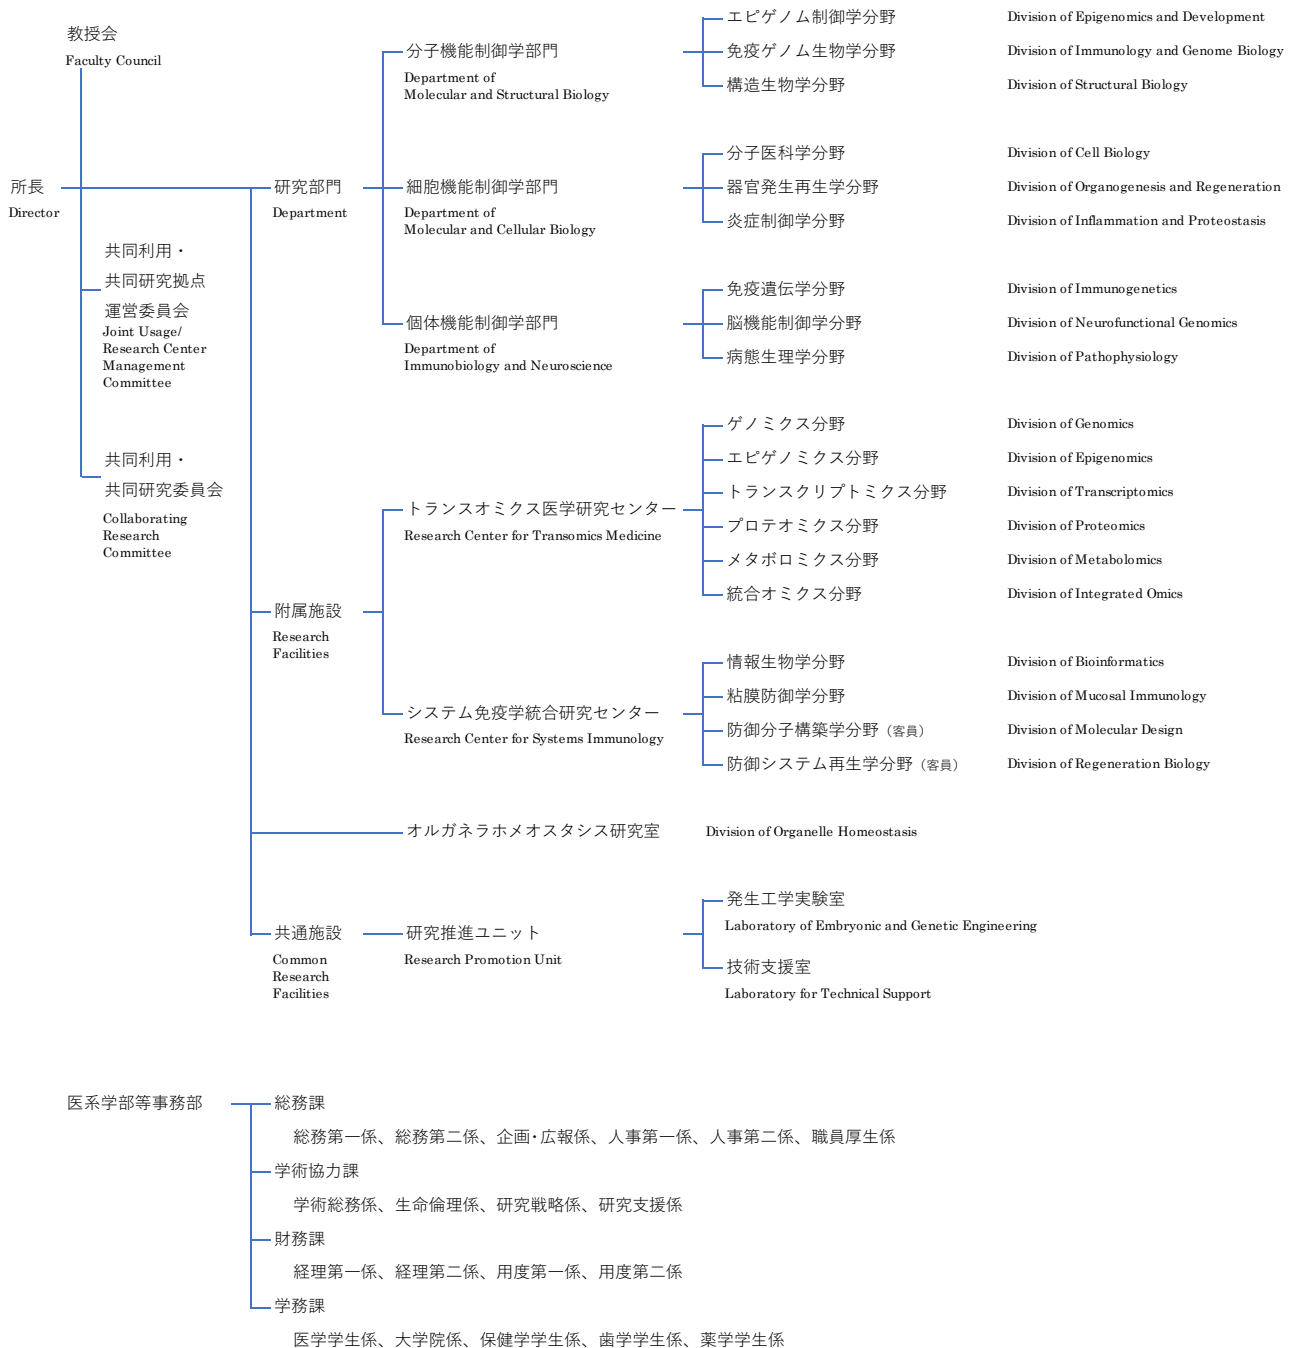 教授会
Faculty Council
所長
Director
共同利用・
共同研究拠点
運営委員会
Joint Usage/
Research Center
Management
Committee
共同利用・
共同研究委員会
Collaborating
Research
Committee
研究部門
Department
分子機能制御学部門
Department of
Molecular and Structural Biology
エピゲノム制御学分野 Division of Epigenomics and Development
免疫ゲノム生物学分野 Division of Immunology and Genome Biology
構造生物学分野 Division of Structural Biology
細胞機能制御学部門
Department of
Molecular and Cellular Biology
分子医科学分野 Division of Cell Biology
器官発生再生学分野 Division of Organogenesis and Regeneration
炎症制御学分野 Division of Inflammation and Proteostasis
個体機能制御学部門
Department of
Immunobiology and Neuroscience
免疫遺伝学分野 Division of Immunogenetics
脳機能制御学分野 Division of Neurofunctional Genomics
病態生理学分野 Division of Pathophysiology
附属施設
Research
Facilities
トランスオミクス医学研究センター
Research Center for Transomics Medicine
ゲノミクス分野 Division of Genomics
エピゲノミクス分野 Division of Epigenomics
トランスクリプトミクス分野 Division of Transcriptomics
プロテオミクス分野 Division of Proteomics
メタボロミクス分野 Division of Metabolomics
統合オミクス分野 Division of Integrated Omics
システム免疫学統合研究センター
Research Center for Systems Immunology
情報生物学分野 Division of Bioinformatics
粘膜防御学分野 Division of Mucosal Immunology
防御分子構築学分野（客員） Division of Molecular Design
防御システム再生学分野（客員） Division of Regeneration Biology
オルガネラホメオスタシス研究室 Division of Organelle Homeostasis
共通施設
Common
Research
Facilities
研究推進ユニット
Research Promotion Unit
発生工学実験室
Laboratory of Embryonic and Genetic Engineering
技術支援室
Laboratory for Technical Support
医系学部等事務部
総務課
総務第一係、総務第二係、企画・広報係、人事第一係、人事第二係、職員厚生係
学術協力課
学術総務係、生命倫理係、研究戦略係、研究支援係
財務課
経理第一係、経理第二係、用度第一係、用度第二係
学務課
医学学生係、大学院係、保健学学生係、歯学学生係、薬学学生係